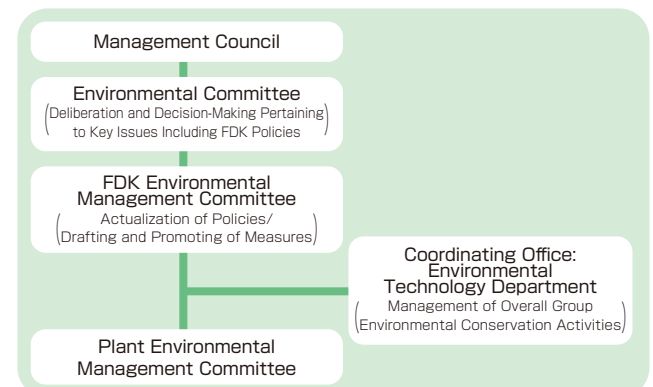 Management Council
Environmental Committee
(Deliberation and Decision-Making Pertaining
to Key Issues Including FDK Policies)
FDK Environmental
Management Committee
(Actualization of Policies/
Drafting and Promoting of Measures)
Coordinating Office:
Environmental
Technology Department
(Management of Overall Group
Environmental Conservation Activities)
Plant Environmental
Management Committee